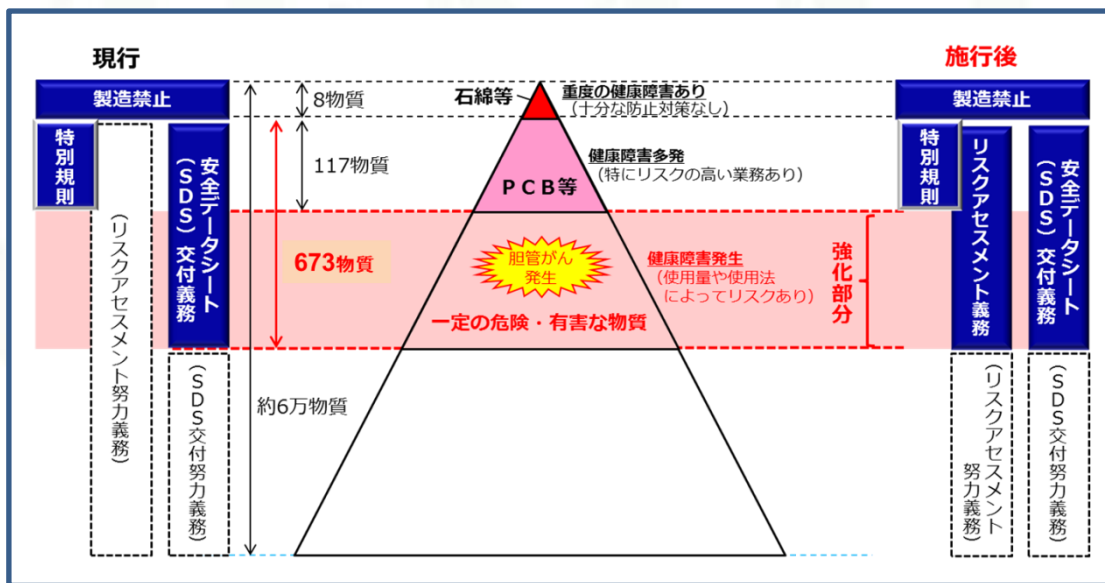 現行
製造禁止
特別規則
(リスクアセスメント努力義務)
安全データシート
(SDS)交付義務
(SDS交付努力義務)
8物質
117物質
673物質
約6万物質
石綿等
重度の健康障害あり
(十分な防止対策なし)
PCB等
健康障害多発
(特にリスクの高い業務あり)
胆管がん
発生
健康障害発生
(使用量や使用法
によってリスクあり)
一定の危険・有害な物質
強化部分
施行後
製造禁止
特別規則
リスクアセスメント義務
(リスクアセスメント
努力義務)
安全データシート
(SDS)交付義務
(SDS交付努力義務)